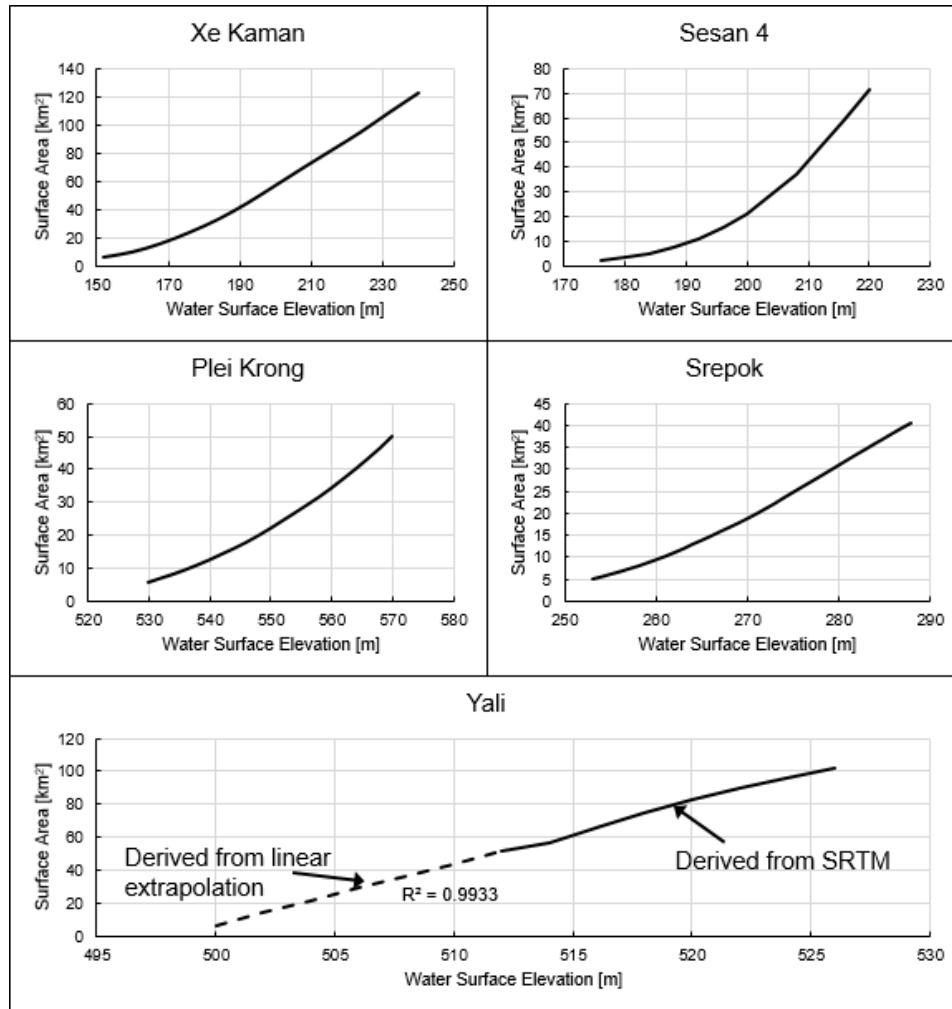 Xe Kaman
Surface Area [km²]
140
120
100
80
60
40
20
0
150 170 190 210 230 250
Water Surface Elevation [m]
Sesan 4
Surface Area [km²]
80
70
60
50
40
30
20
10
0
170 180 190 200 210 220 230
Water Surface Elevation [m]
Plei Krong
Surface Area [km²]
60
50
40
30
20
10
0
520 530 540 550 560 570 580
Water Surface Elevation [m]
Srepok
Surface Area [km²]
45
40
35
30
25
20
15
10
5
0
250 260 270 280 290
Water Surface Elevation [m]
Yali
Surface Area [km²]
120
100
80
60
40
20
0
Derived from linear
extrapolation
R² = 0.9933
Derived from SRTM
495 500 505 510 515 520 525 530
Water Surface Elevation [m]